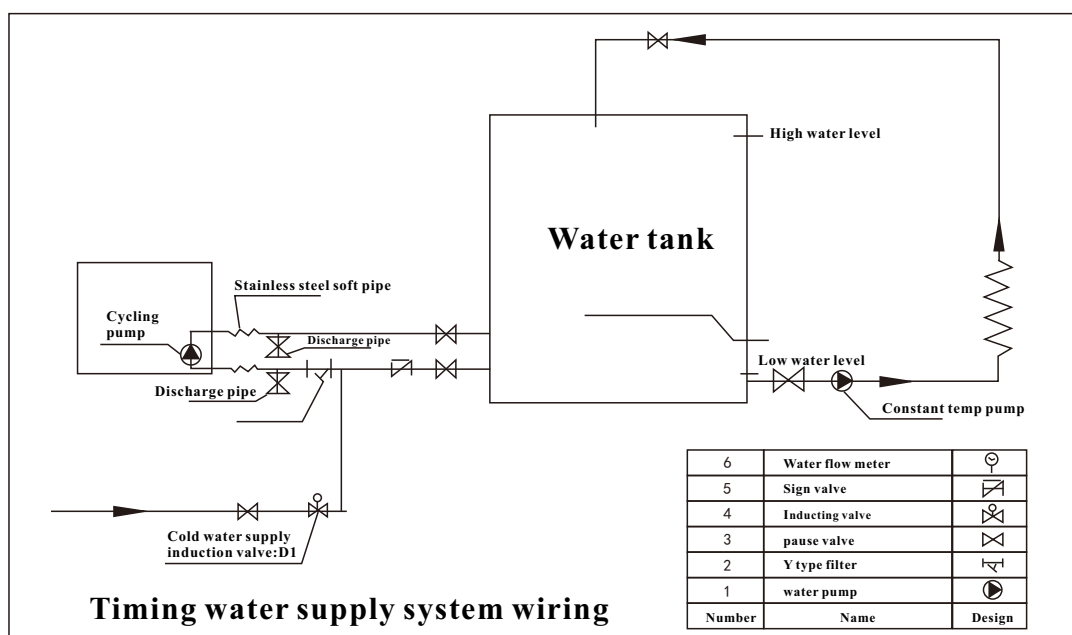 High water level
Water tank
Stainless steel soft pipe
Cycling
pump
Discharge pipe
Low water level
Discharge pipe
Constant temp pump
Cold water supply
induction valve:D1
6 Water flow meter
5 Sign valve
4 Inducting valve
3 pause valve
2 Y type filter
1 water pump
Number Name Design
Timing water supply system wiring